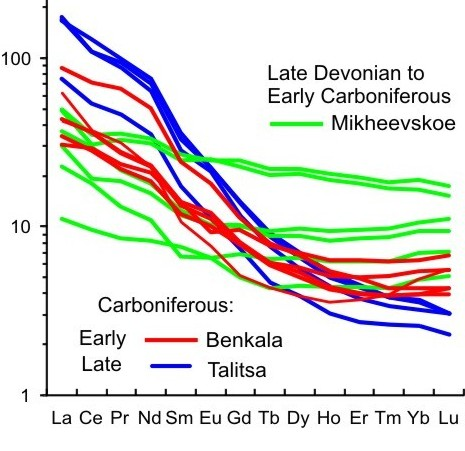 100
Late Devonian to
Early Carboniferous
Mikheevskoe
10
Carboniferous:
Early Benkala
Late Talitsa
1
La Ce Pr Nd Sm Eu Gd Tb Dy Ho Er Tm Yb Lu